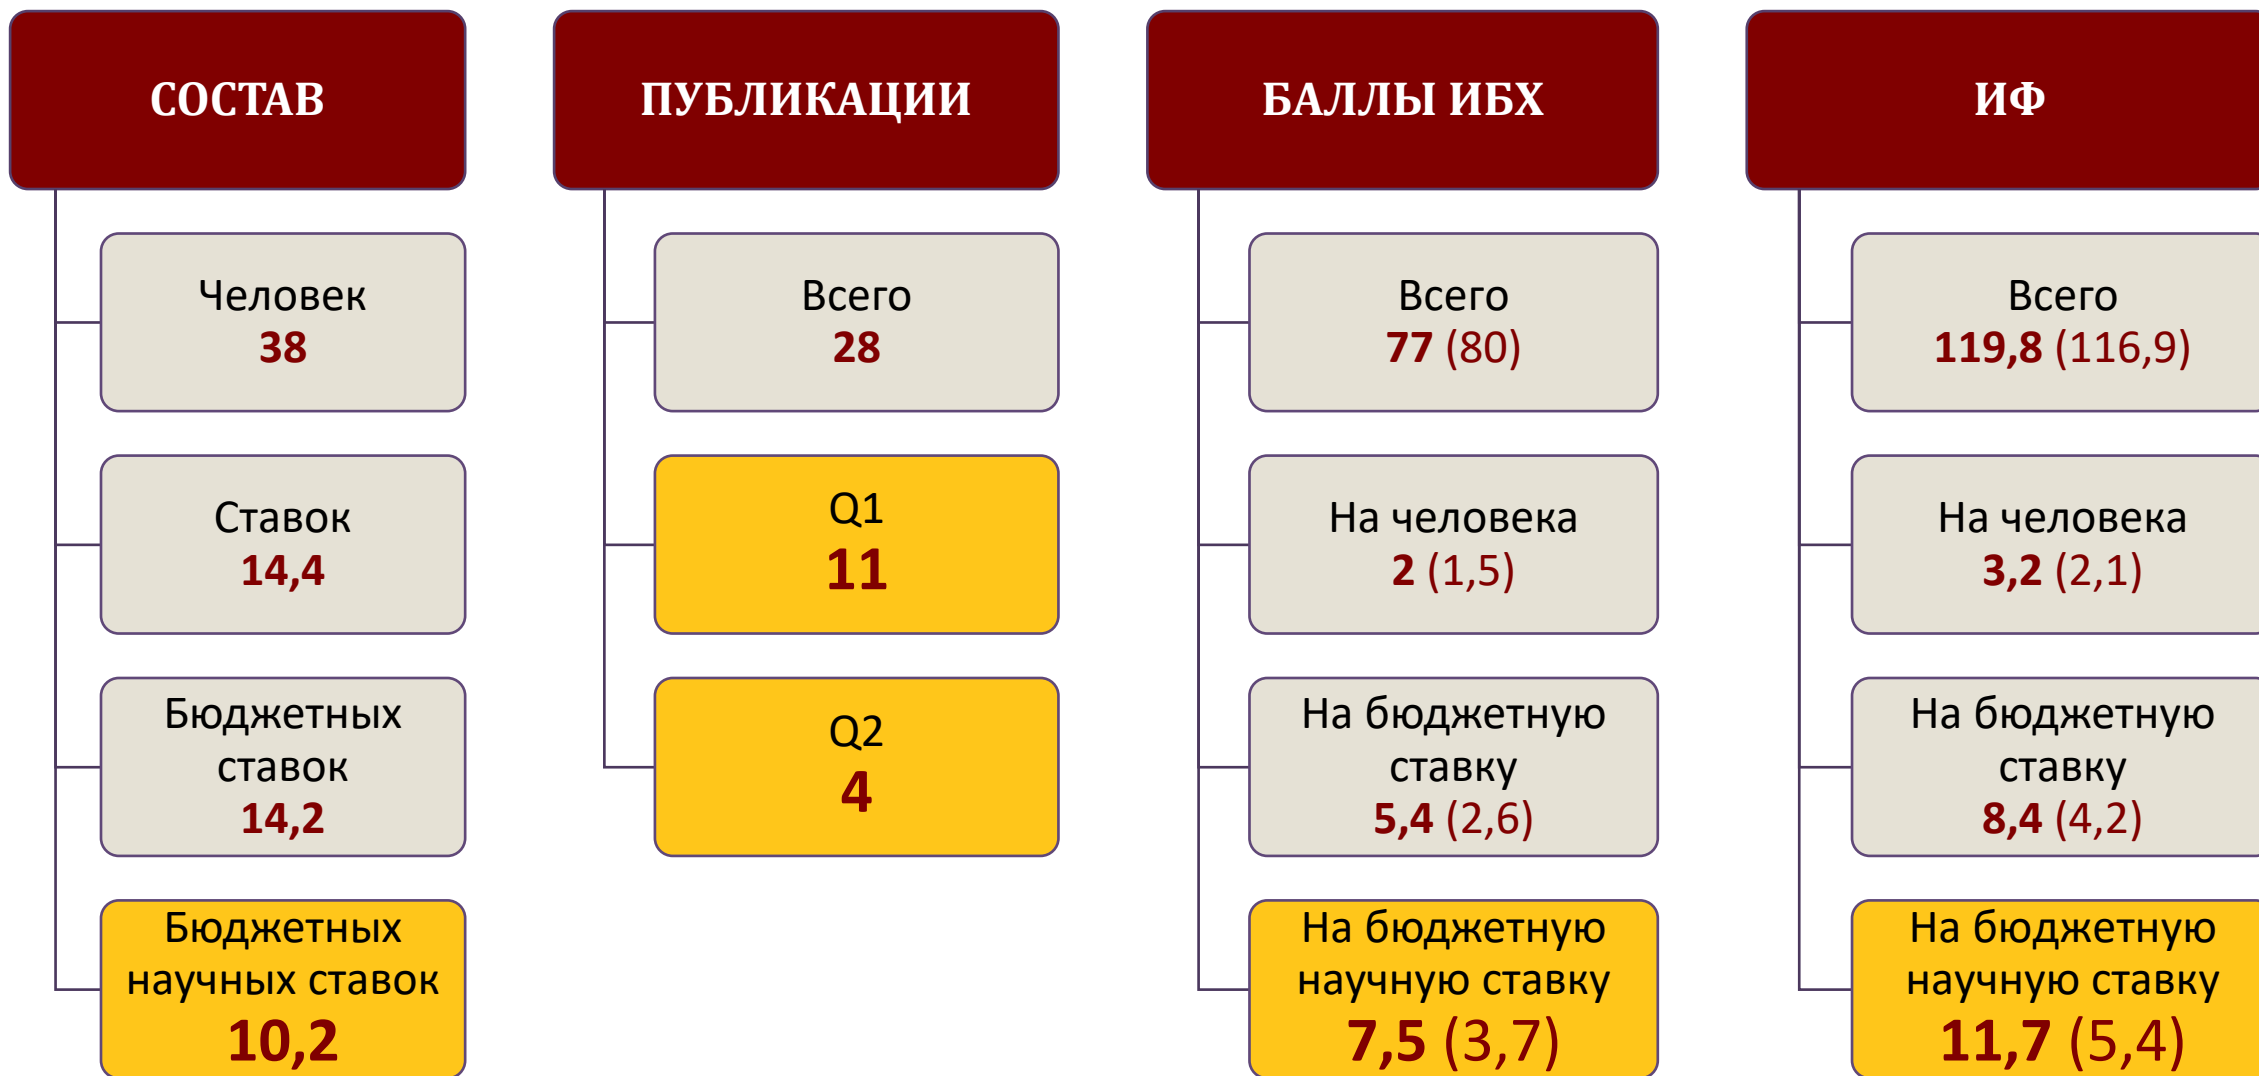 СОСТАВ
Человек
38
Ставок
14,4
Бюджетных
ставок
14,2
Бюджетных
научных ставок
10,2
ПУБЛИКАЦИИ
Всего
28
Q1
11
Q2
4
БАЛЛЫ ИБХ
Всего
77 (80)
На человека
2 (1,5)
На бюджетную
ставку
5,4 (2,6)
На бюджетную
научную ставку
7,5 (3,7)
ИФ
Всего
119,8 (116,9)
На человека
3,2 (2,1)
На бюджетную
ставку
8,4 (4,2)
На бюджетную
научную ставку
11,7 (5,4)